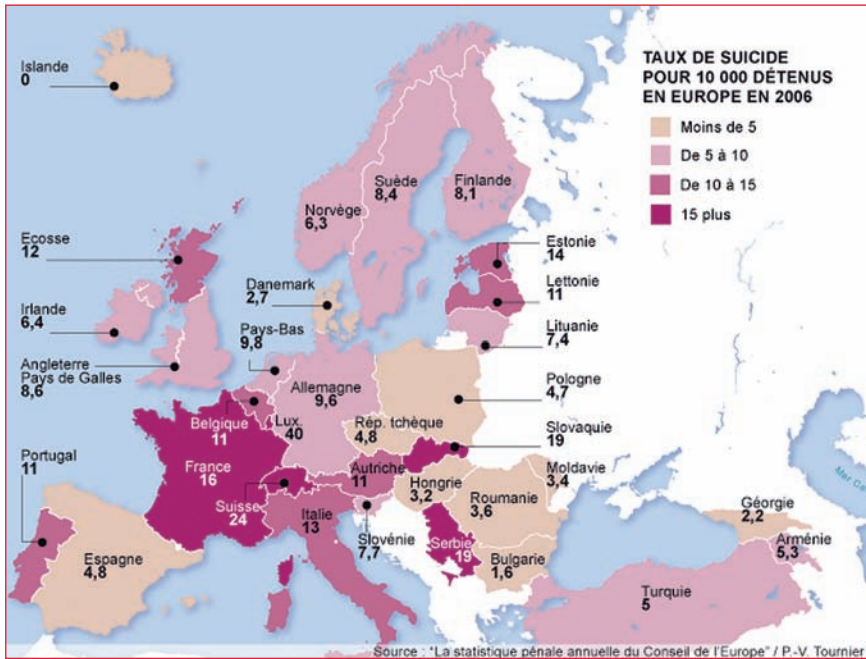 TAUX DE SUICIDE
POUR 10 000 DÉTENUS
EN EUROPE EN 2006
Moins de 5
De 5 à 10
De 10 à 15
15 plus
Islande
0
Suède
8,4
Finlande
8,1
Norvège
6,3
Ecosse
12
Estonie
14
Danemark
2,7
Lettonie
11
Irlande
6,4
Pays-Bas
9,8
Lituanie
7,4
Angleterre
Pays de Galles
8,6
Allemagne
9,6
Pologne
4,7
Belgique
11
Lux.
40
Rép. tchèque
4,8
Slovaquie
19
Portugal
11
France
16
Autriche
11
Moldavie
3,4
Hongrie
3,2
Roumanie
3,6
Suisse
24
Italie
13
Géorgie
2,2
Slovénie
7,7
Serbie
19
Arménie
5,3
Espagne
4,8
Bulgarie
1,6
Turquie
5
Mer
Source : "La statistique pénale annuelle du Conseil de l'Europe" / P.-V. Tournier